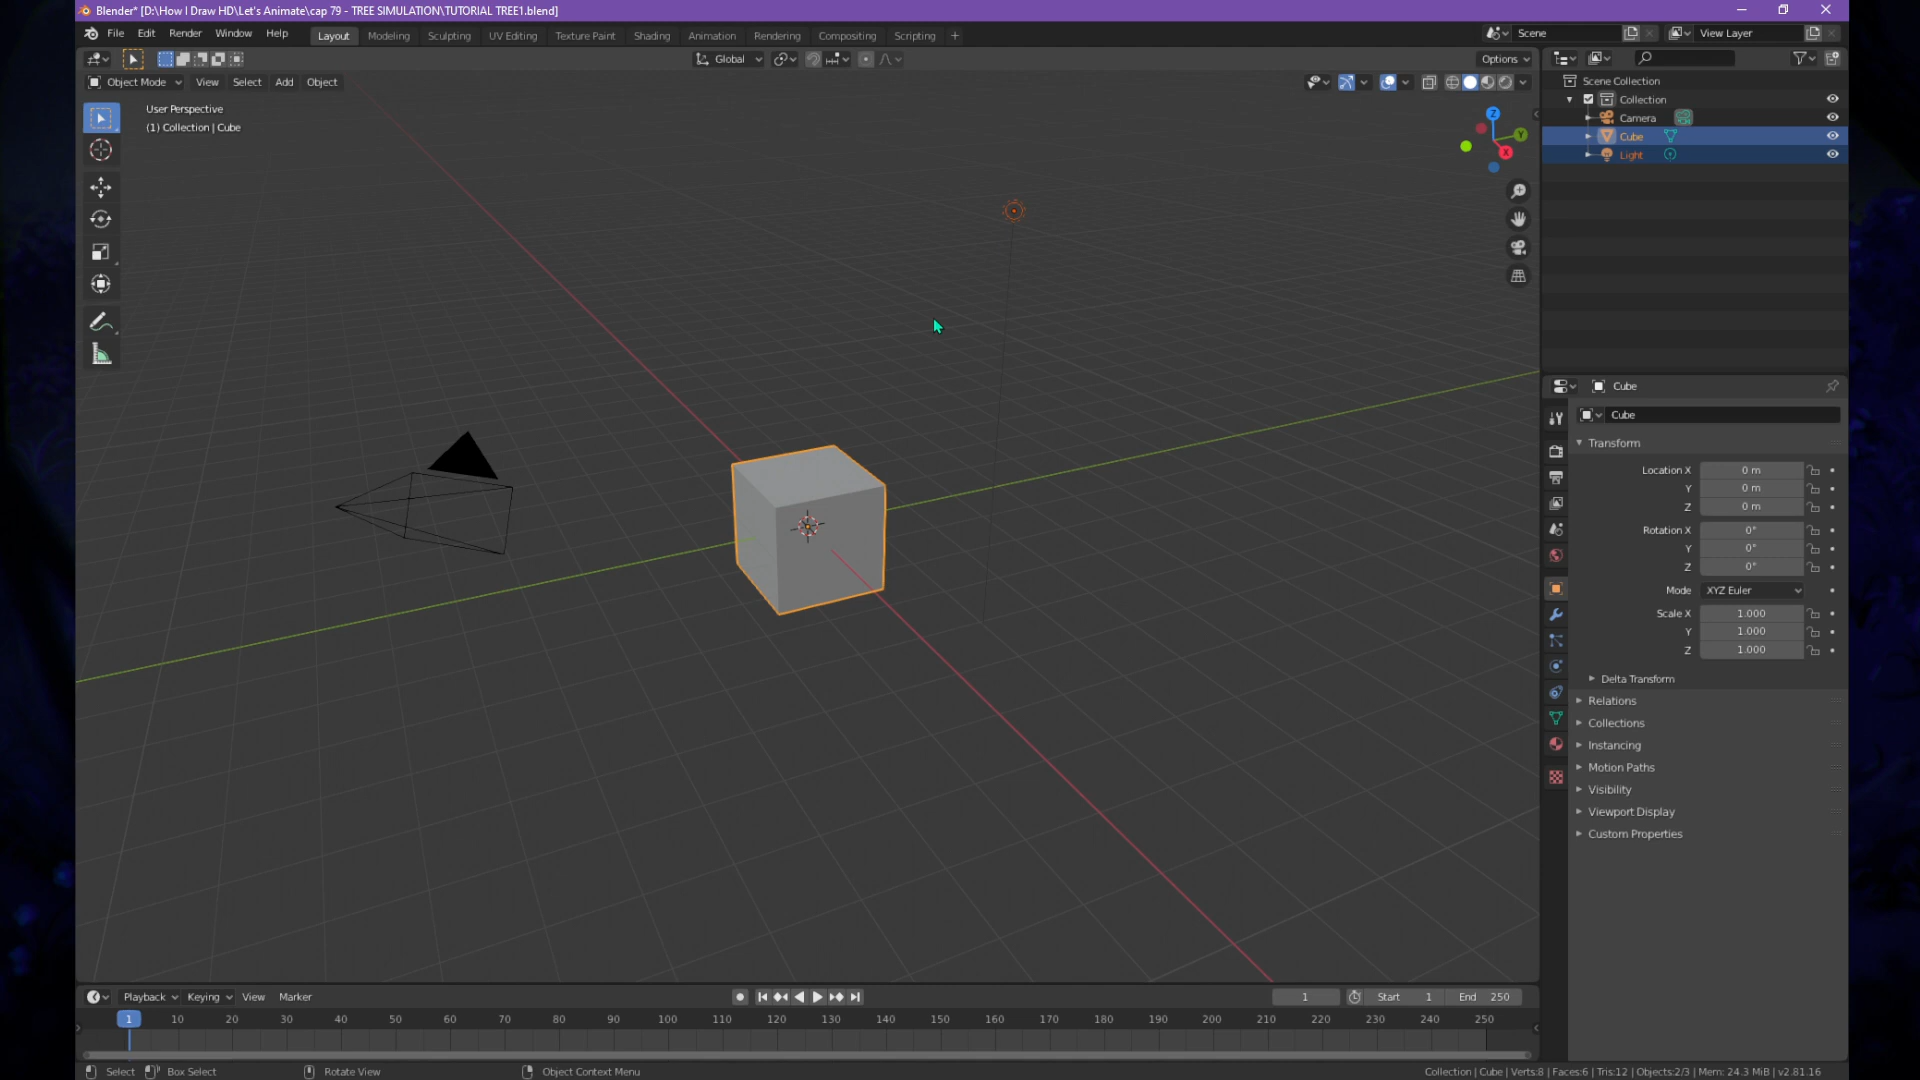 Blender* [D:\How I Draw HD\Let's Animate\cap 79 - TREE SIMULATION\TUTORIAL TREE1.blend]
File Edit Render Window Help Layout Modeling Sculpting UV Editing Texture Paint Shading Animation Rendering Compositing Scripting + Scene View Layer
Global Options
Object Mode View Select Add Object
User Perspective
(1) Collection | Cube
Z
Y
X
Scene Collection
Collection
Camera
Cube
Light
Cube
Cube
Transform
Location X 0 m
Y 0 m
Z 0 m
Rotation X 0°
Y 0°
Z 0°
Mode XYZ Euler
Scale X 1.000
Y 1.000
Z 1.000
Delta Transform
Relations
Collections
Instancing
Motion Paths
Visibility
Viewport Display
Custom Properties
Playback Keying View Marker 1 Start 1 End 250
1 10 20 30 40 50 60 70 80 90 100 110 120 130 140 150 160 170 180 190 200 210 220 230 240 250
Select Box Select Rotate View Object Context Menu Collection | Cube | Verts:8 | Faces:6 | Tris:12 | Objects:2/3 | Mem: 24.3 MiB | v2.81.16